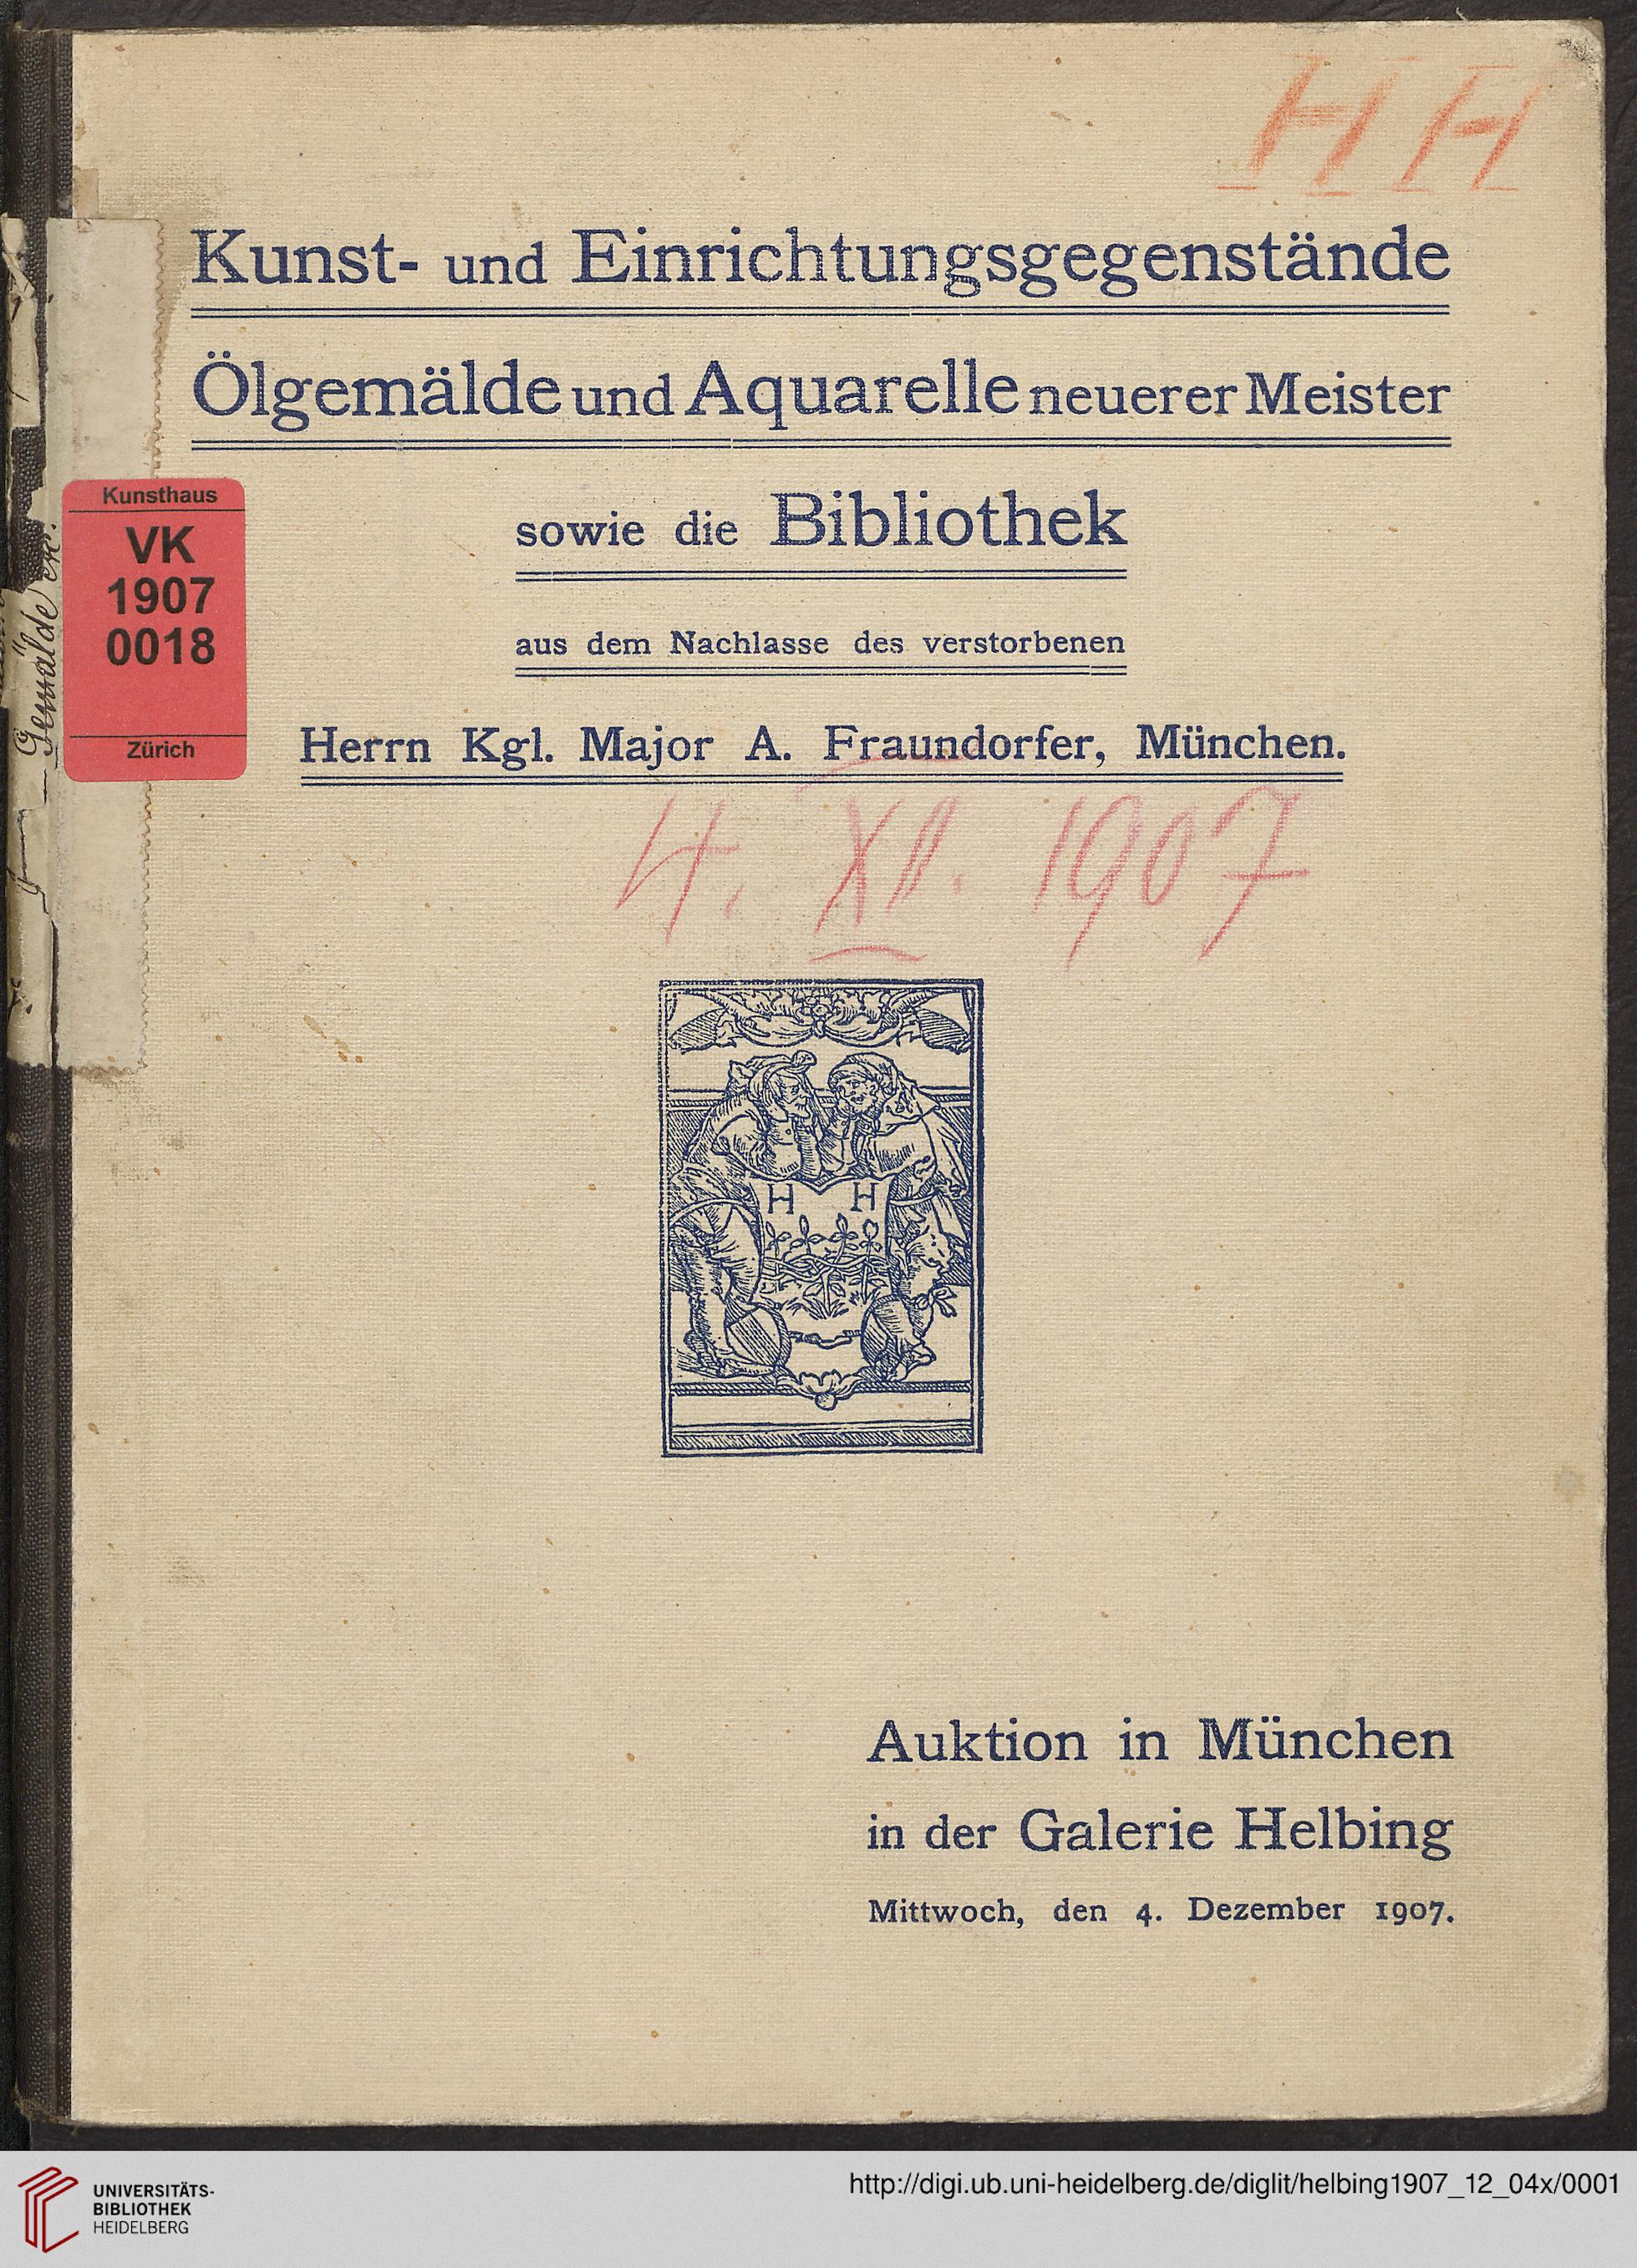 HH
Kunst- und Einrichtungsgegenstände
Ölgemälde und Aquarelle neuerer Meister
sowie die Bibliothek
aus dem Nachlasse des verstorbenen
Herrn Kgl. Major A. Fraundorfer, München.
4. XII. 1907
Kunsthaus
VK
1907
0018
Zürich
Gemälde etc.
H H
Auktion in München
in der Galerie Helbing
Mittwoch, den 4. Dezember 1907.
UNIVERSITÄTS-
BIBLIOTHEK
HEIDELBERG
http://digi.ub.uni-heidelberg.de/diglit/helbing1907_12_04x/0001